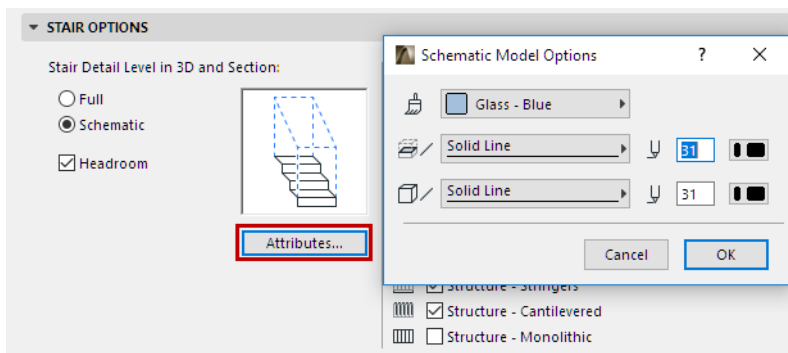 STAIR OPTIONS
Stair Detail Level in 3D and Section:
Full
Schematic
Headroom
Attributes...
Schematic Model Options
?
Glass - Blue
Solid Line
31
Solid Line
31
Cancel
OK
Structure - Stringers
Structure - Cantilevered
Structure - Monolithic